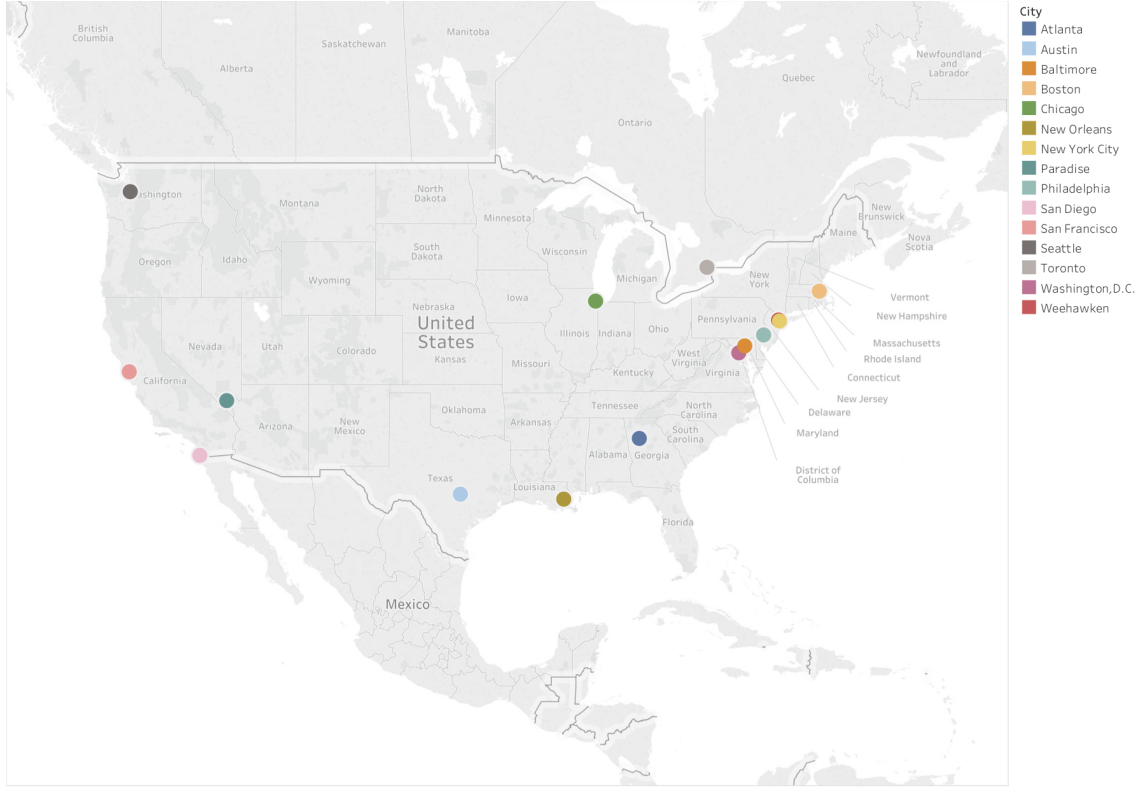 British
Columbia
Alberta
Saskatchewan
Manitoba
Ontario
Quebec
Newfoundland
and
Labrador
ashington
Montana
North
Dakota
Minnesota
New
Brunswick
Maine
Nova
Scotia
Oregon
Idaho
Wyoming
South
Dakota
Wisconsin
Michigan
New
York
Vermont
New Hampshire
Massachusetts
Rhode Island
Connecticut
New Jersey
Delaware
Maryland
District of
Columbia
Nebraska
Iowa
United
States
Illinois
Indiana
Ohio
Pennsylvania
Nevada
Utah
Colorado
Kansas
Missouri
West
Virginia
Virginia
Kentucky
California
Arizona
New
Mexico
Oklahoma
Arkansas
Tennessee
North
Carolina
South
Carolina
Alabama
Georgia
Texas
Louisiana
Florida
Mexico
City
Atlanta
Austin
Baltimore
Boston
Chicago
New Orleans
New York City
Paradise
Philadelphia
San Diego
San Francisco
Seattle
Toronto
Washington,D.C.
Weehawken